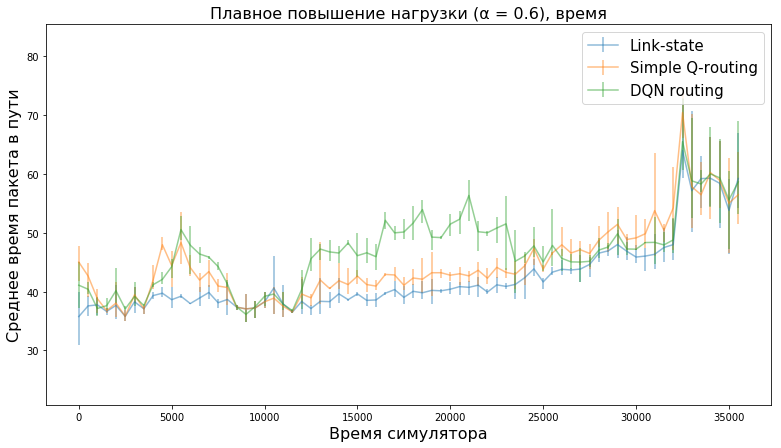 Плавное повышение нагрузки (α = 0.6), время
Link-state
Simple Q-routing
DQN routing
Среднее время пакета в пути
80
70
60
50
40
30
0 5000 10000 15000 20000 25000 30000 35000
Время симулятора